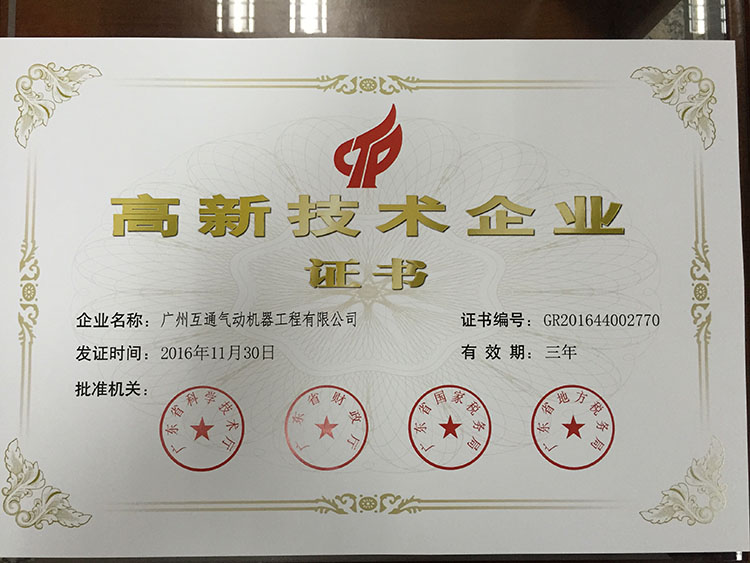 CTP
高新技术企业
证书
企业名称：广州互通气动机器工程有限公司
证书编号：GR201644002770
发证时间：2016年11月30日
有效期：三年
批准机关：
广东省科学技术厅
广东省财政厅
广东省国家税务局
广东省地方税务局